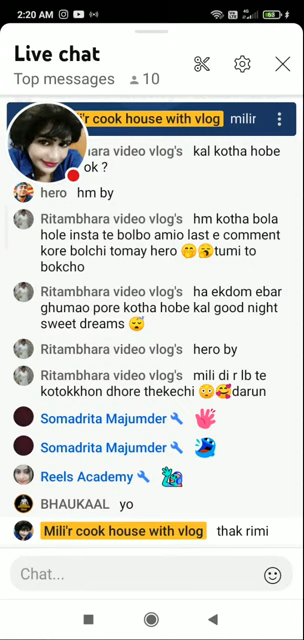 2:20 AM
63
Live chat
Top messages 10
Mili'r cook house with vlog milir
hara video vlog's kal kotha hobe
ok ?
hero hm by
Ritambhara video vlog's hm kotha bola
hole insta te bolbo amio last e comment
kore bolchi tomay hero 🤭🥱tumi to
bokcho
Ritambhara video vlog's ha ekdom ebar
ghumao pore kotha hobe kal good night
sweet dreams 😴
Ritambhara video vlog's hero by
Ritambhara video vlog's mili di r lb te
kotokkhon dhore thekechi 😳🥰darun
Somadrita Majumder
Somadrita Majumder
Reels Academy
BHAUKAAL yo
Mili'r cook house with vlog thak rimi
Chat...